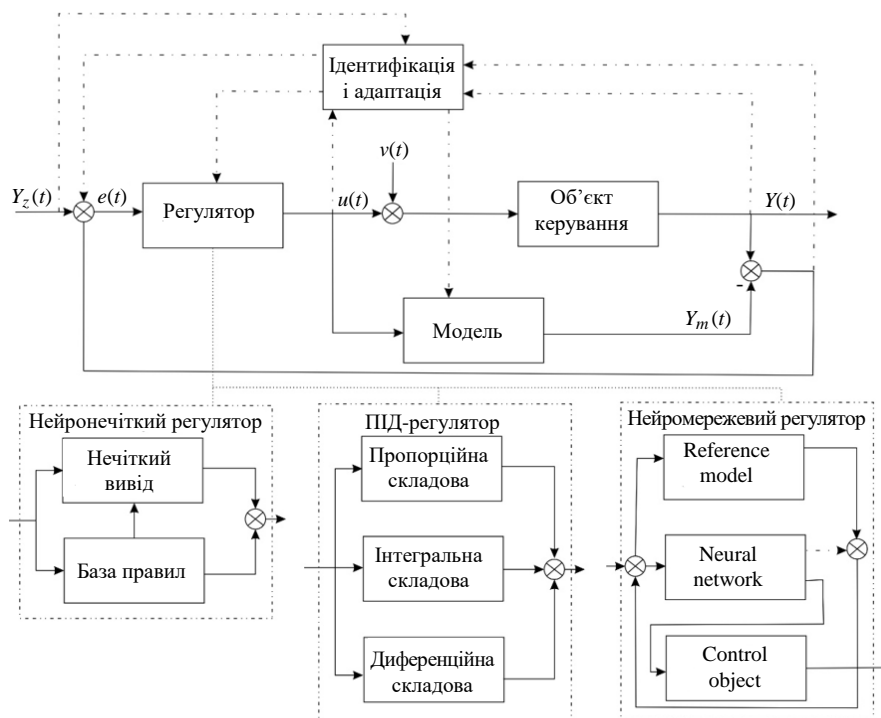 Ідентифікація
і адаптація
v(t)
Y_z(t)
e(t)
Регулятор
u(t)
Об’єкт
керування
Y(t)
-
Модель
Y_m(t)
Нейронечіткий регулятор
Нечіткий
вивід
База правил
ПІД-регулятор
Пропорційна
складова
Інтегральна
складова
Диференційна
складова
Нейромережевий регулятор
Reference
model
Neural
network
Control
object